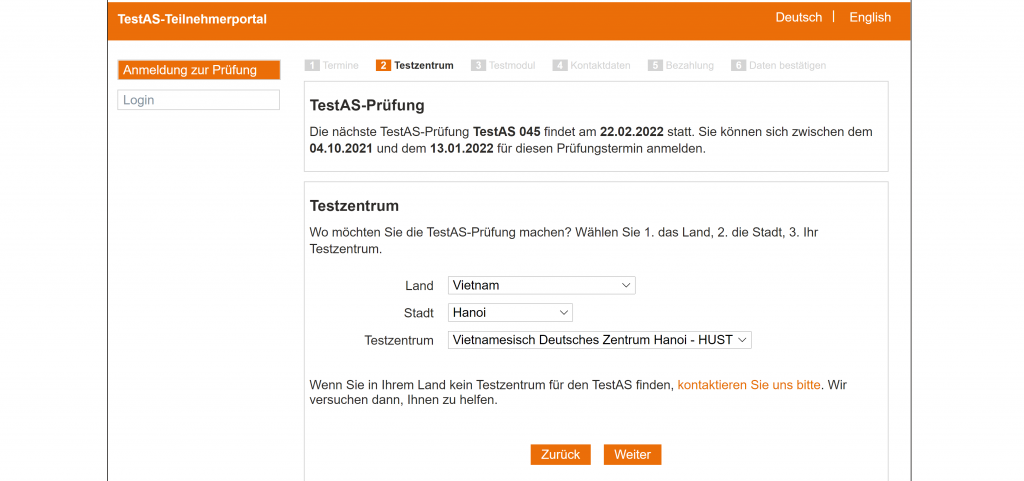 TestAS-Teilnehmerportal
Deutsch | English
Anmeldung zur Prüfung
Login
1 Termine 2 Testzentrum 3 Testmodul 4 Kontaktdaten 5 Bezahlung 6 Daten bestätigen
TestAS-Prüfung
Die nächste TestAS-Prüfung TestAS 045 findet am 22.02.2022 statt. Sie können sich zwischen dem
04.10.2021 und dem 13.01.2022 für diesen Prüfungstermin anmelden.
Testzentrum
Wo möchten Sie die TestAS-Prüfung machen? Wählen Sie 1. das Land, 2. die Stadt, 3. Ihr
Testzentrum.
Land Vietnam
Stadt Hanoi
Testzentrum Vietnamesisch Deutsches Zentrum Hanoi - HUST
Wenn Sie in Ihrem Land kein Testzentrum für den TestAS finden, kontaktieren Sie uns bitte. Wir
versuchen dann, Ihnen zu helfen.
Zurück Weiter